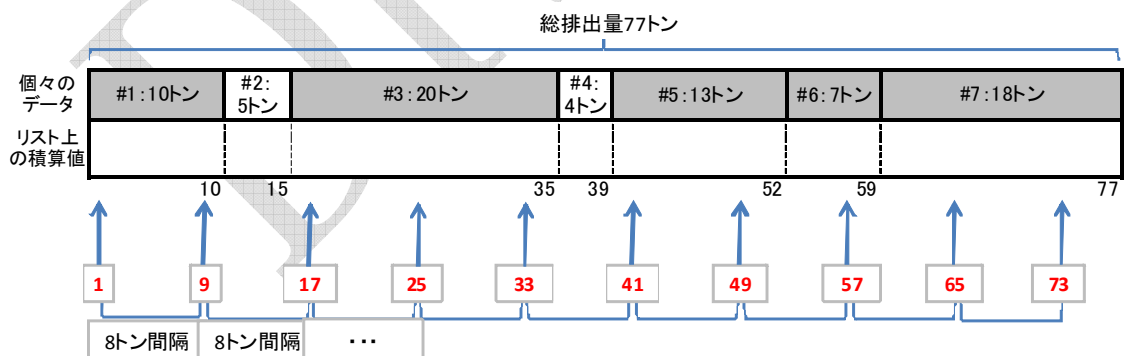 総排出量77トン
個々の
データ
#1:10トン
#2:
5トン
#3:20トン
#4:
4トン
#5:13トン
#6:7トン
#7:18トン
リスト上
の積算値
10 15 35 39 52 59 77
1 9 17 25 33 41 49 57 65 73
8トン間隔 8トン間隔 ・・・